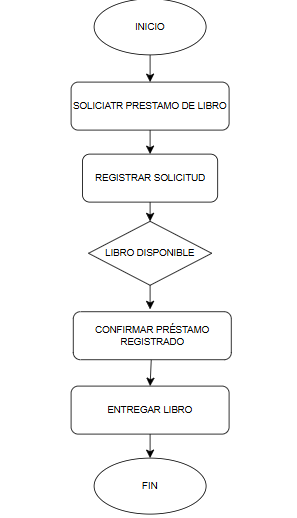 INICIO
SOLICIATR PRESTAMO DE LIBRO
REGISTRAR SOLICITUD
LIBRO DISPONIBLE
CONFIRMAR PRÉSTAMO
REGISTRADO
ENTREGAR LIBRO
FIN